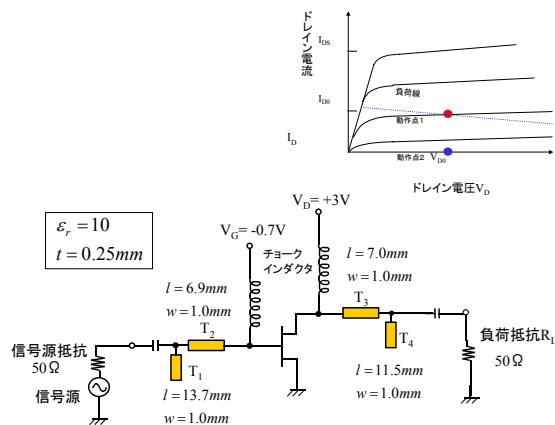 ドレイン電流
I_DS
I_D0
I_D
負荷線
動作点1
動作点2
V_D0
ドレイン電圧V_D
ε_r = 10
t = 0.25mm
V_G= -0.7V
V_D= +3V
チョーク
インダクタ
l = 6.9mm
w = 1.0mm
T_2
l = 7.0mm
w = 1.0mm
T_3
信号源抵抗
50Ω
信号源
T_1
l = 13.7mm
w = 1.0mm
T_4
l = 11.5mm
w = 1.0mm
負荷抵抗R_L
50Ω